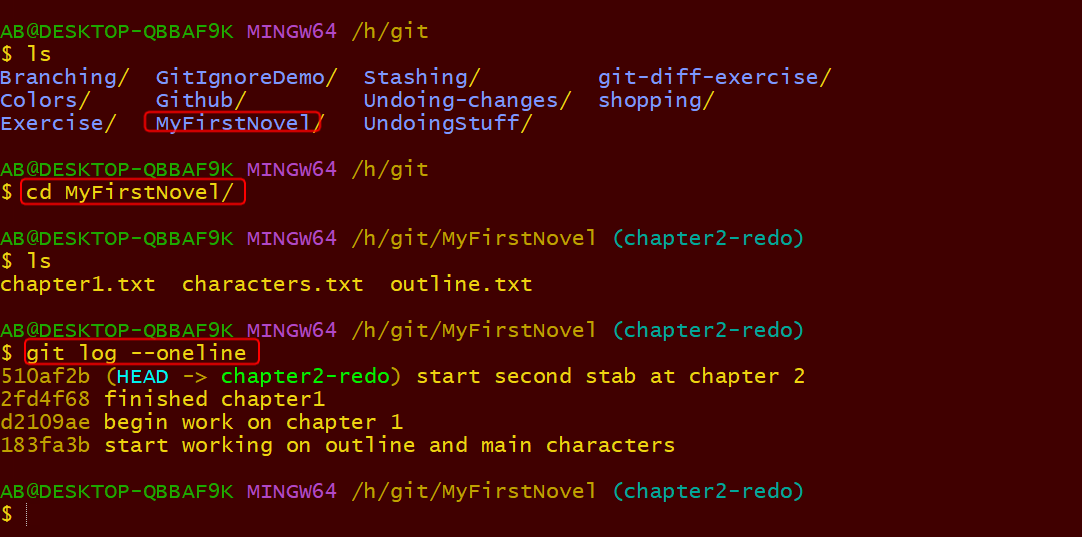 AB@DESKTOP-QBBAF9K MINGW64 /h/git
$ ls
Branching/  GitIgnoreDemo/  Stashing/         git-diff-exercise/
Colors/     Github/         Undoing-changes/  shopping/
Exercise/   MyFirstNovel/   UndoingStuff/
AB@DESKTOP-QBBAF9K MINGW64 /h/git
$ cd MyFirstNovel/
AB@DESKTOP-QBBAF9K MINGW64 /h/git/MyFirstNovel (chapter2-redo)
$ ls
chapter1.txt  characters.txt  outline.txt
AB@DESKTOP-QBBAF9K MINGW64 /h/git/MyFirstNovel (chapter2-redo)
$ git log --oneline
510af2b (HEAD -> chapter2-redo) start second stab at chapter 2
2fd4f68 finished chapter1
d2109ae begin work on chapter 1
183fa3b start working on outline and main characters
AB@DESKTOP-QBBAF9K MINGW64 /h/git/MyFirstNovel (chapter2-redo)
$